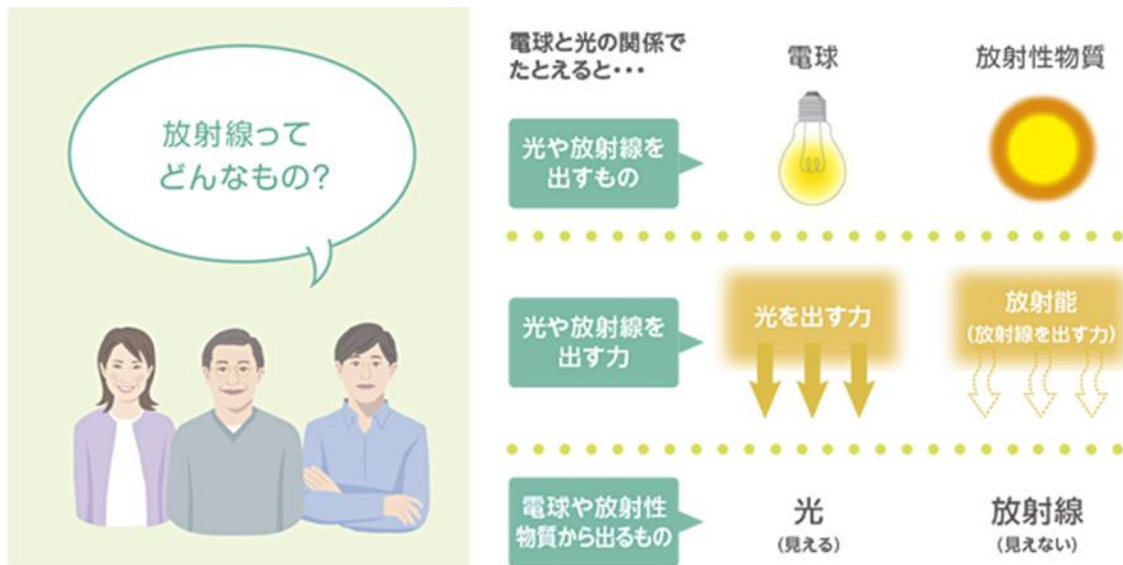 放射線って
どんなもの?
電球と光の関係で
たとえると・・・
電球
放射性物質
光や放射線を
出すもの
光や放射線を
出す力
光を出す力
放射能
(放射線を出す力)
電球や放射性
物質から出るもの
光
(見える)
放射線
(見えない)